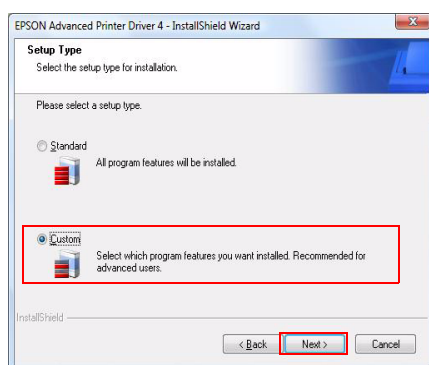 EPSON Advanced Printer Driver 4 - InstallShield Wizard
Setup Type
Select the setup type for installation.
Please select a setup type.
Standard
All program features will be installed.
Custom
Select which program features you want installed. Recommended for
advanced users.
InstallShield
< Back Next > Cancel